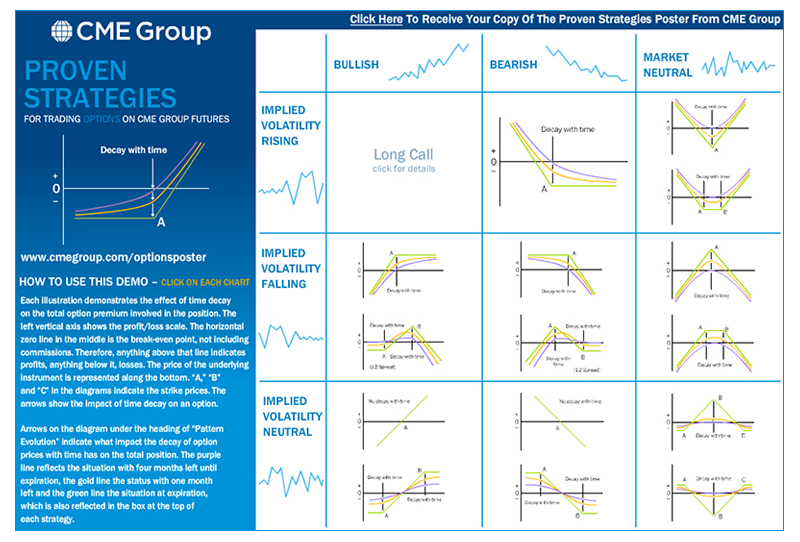 Click Here To Receive Your Copy Of The Proven Strategies Poster From CME Group
CME Group
PROVEN
STRATEGIES
FOR TRADING OPTIONS ON CME GROUP FUTURES
Decay with time
+
0
–
A
www.cmegroup.com/optionsposter
HOW TO USE THIS DEMO – CLICK ON EACH CHART
Each illustration demonstrates the effect of time decay
on the total option premium involved in the position. The
left vertical axis shows the profit/loss scale. The horizontal
zero line in the middle is the break-even point, not including
commissions. Therefore, anything above that line indicates
profits, anything below it, losses. The price of the underlying
instrument is represented along the bottom. “A,” “B”
and “C” in the diagrams indicate the strike prices. The
arrows show the impact of time decay on an option.
Arrows on the diagram under the heading of “Pattern
Evolution” indicate what impact the decay of option
prices with time has on the total position. The purple
line reflects the situation with four months left until
expiration, the gold line the status with one month
left and the green line the situation at expiration,
which is also reflected in the box at the top of
each strategy.
BULLISH
BEARISH
MARKET
NEUTRAL
IMPLIED
VOLATILITY
RISING
Long Call
click for details
Decay with time
+
0
–
A
Decay with time
+
0
–
A
Decay with time
+
0
–
A
B
IMPLIED
VOLATILITY
FALLING
A
+
0
–
Decay with time
A
+
0
–
Decay with time
A
+
0
–
Decay with time
Decay with time
B
+
0
–
A
Decay with time
(1:2 Spread)
A
Decay with time
+
0
–
Decay with time
B
(1:2 Spread)
A
B
+
0
–
Decay with time
IMPLIED
VOLATILITY
NEUTRAL
No decay with time
+
0
–
A
No decay with time
+
0
–
A
B
+
0
–
A
Decay with time
C
Decay with time
B
+
0
–
A
Decay with time
A
Decay with time
+
0
–
Decay with time
B
A
Decay with time
C
+
0
–
B